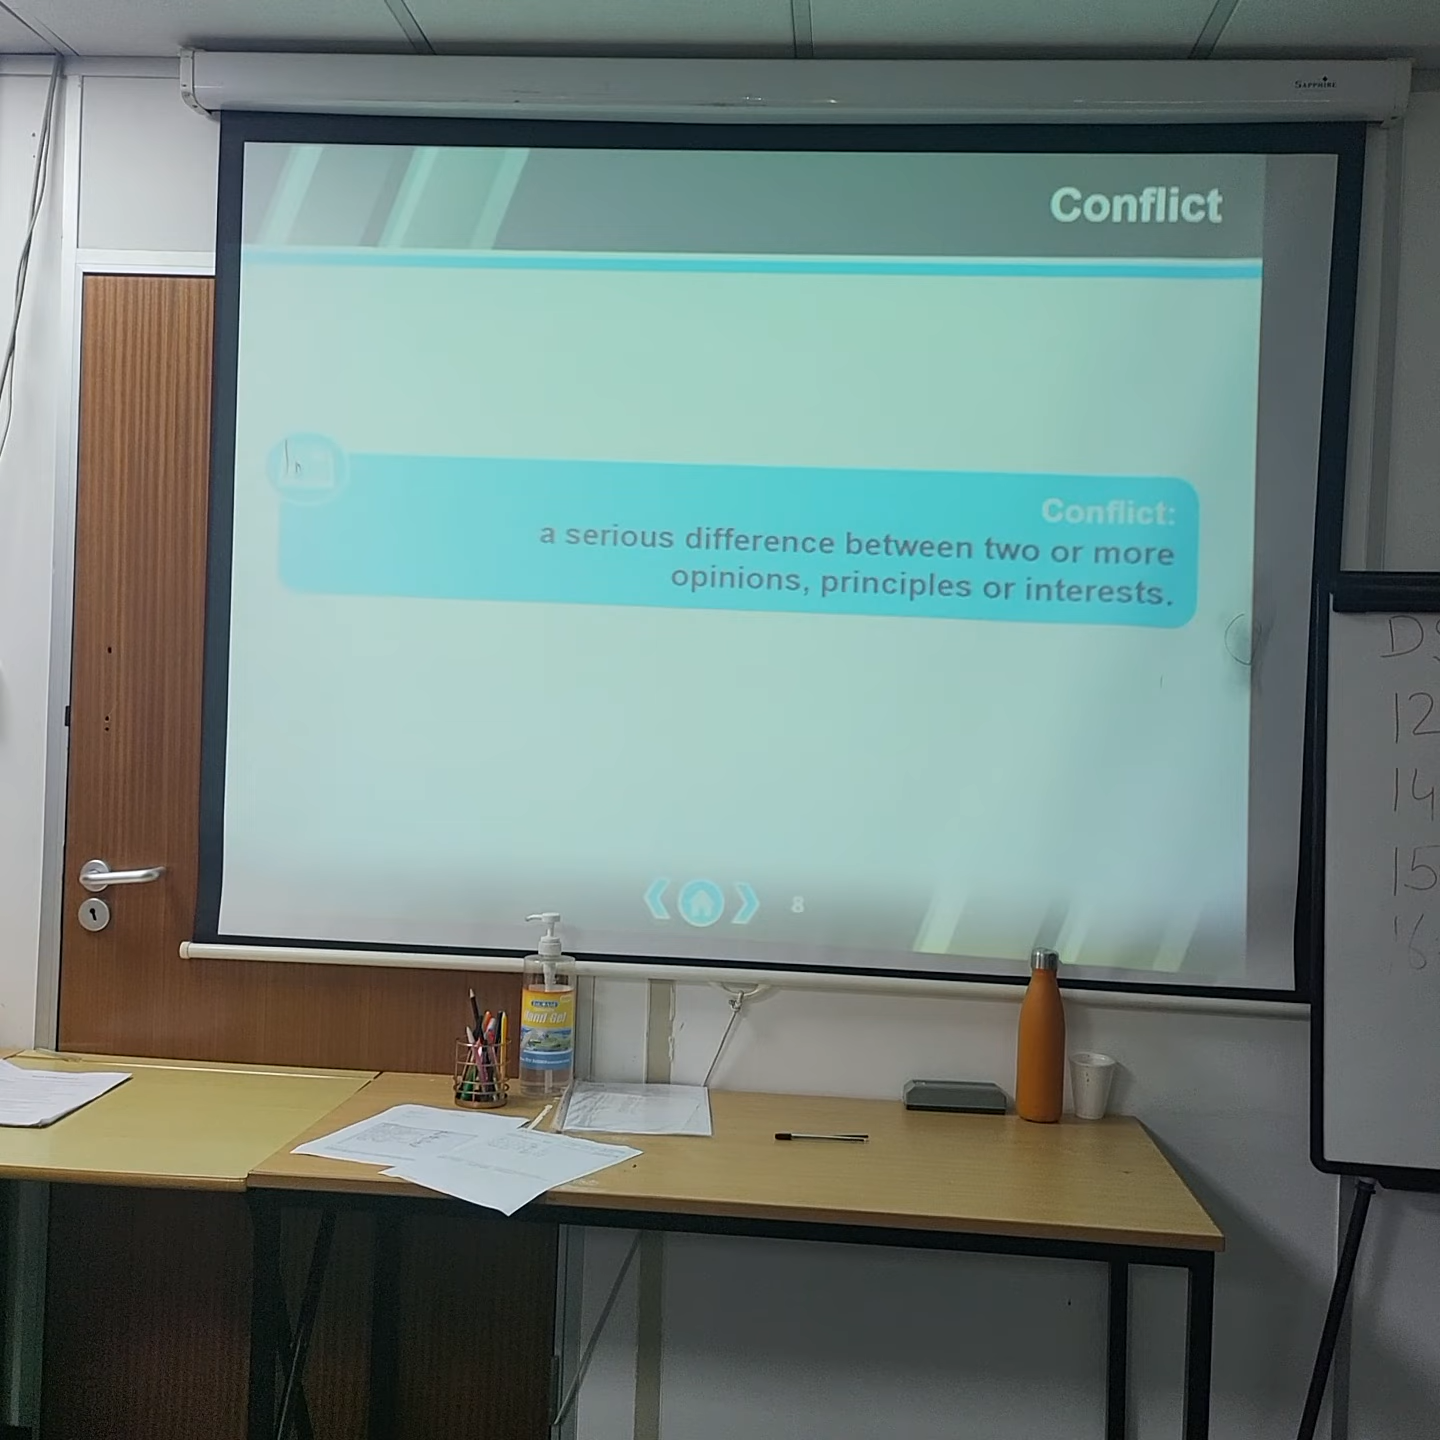 SAPPHIRE
Conflict
Conflict:
a serious difference between two or more
opinions, principles or interests.
8
Hand Gel
12
14
15